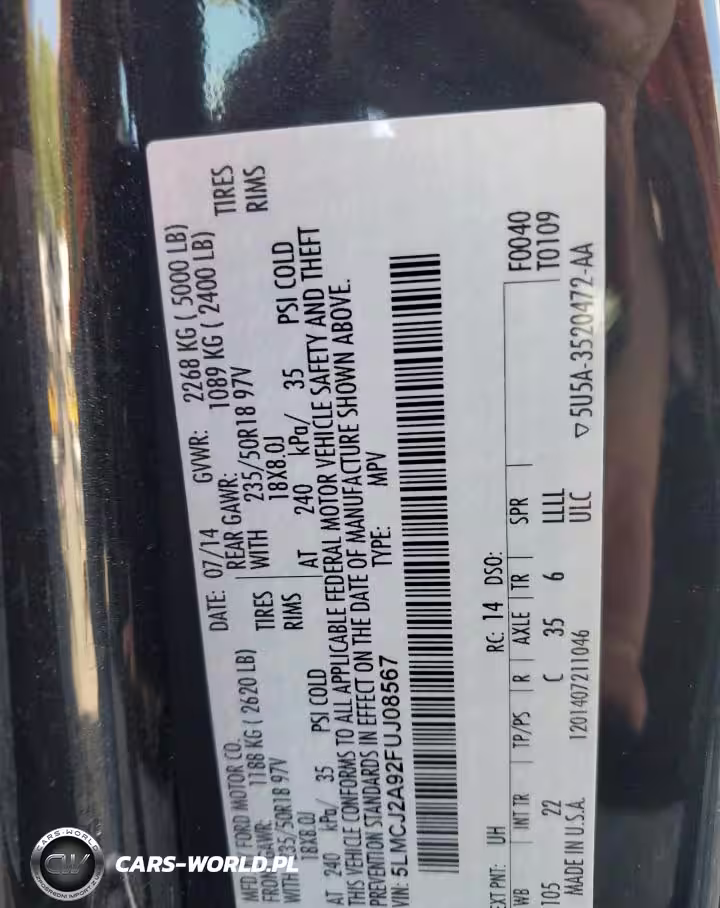 MFD. BY FORD MOTOR CO.
DATE: 07/14 GVWR: 2268 KG ( 5000 LB)
FRONT GAWR: 1188 KG ( 2620 LB)
REAR GAWR: 1089 KG ( 2400 LB)
WITH 235/50R18 97V TIRES
WITH 235/50R18 97V TIRES
18X8.0J RIMS
18X8.0J RIMS
AT 240 kPa/ 35 PSI COLD
AT 240 kPa/ 35 PSI COLD
THIS VEHICLE CONFORMS TO ALL APPLICABLE FEDERAL MOTOR VEHICLE SAFETY AND THEFT
PREVENTION STANDARDS IN EFFECT ON THE DATE OF MANUFACTURE SHOWN ABOVE.
VIN: 5LMCJ2A92FUJ08567 TYPE: MPV
F0040
T0109
EXT PNT: UH RC: 14 DSO:
WB INT TR TP/PS R AXLE TR SPR
105 22 C 35 6 LLLL
MADE IN U.S.A. 1201407211046 ULC
▽5U5A-3520472-AA
CARS-WORLD
CW
CARS-WORLD.PL